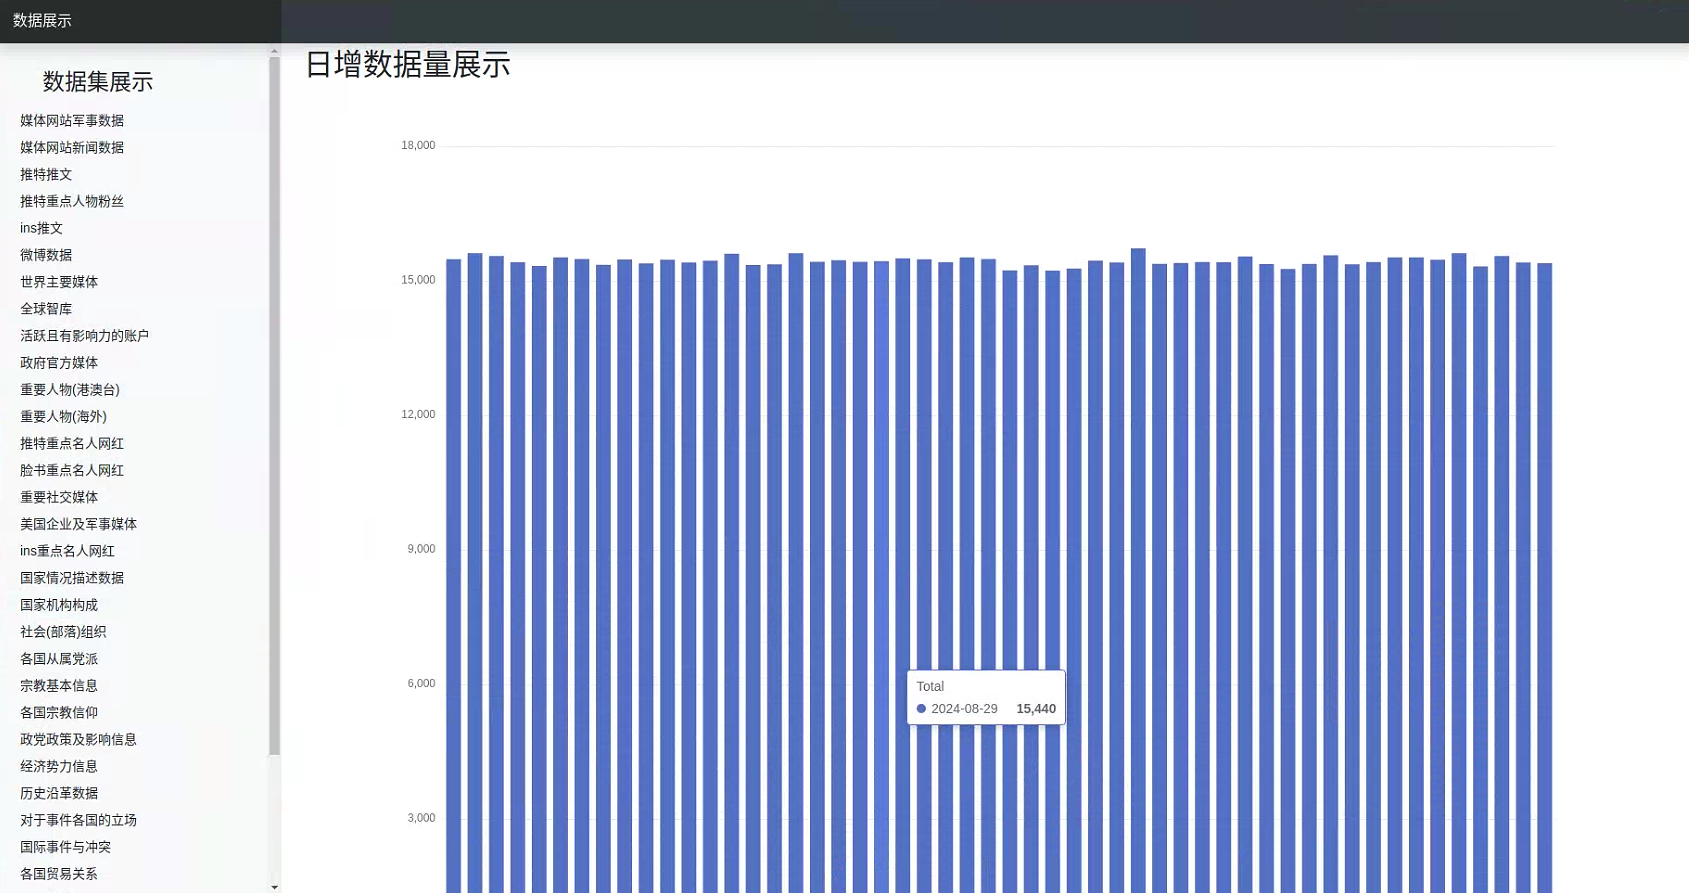 数据展示
数据集展示
媒体网站军事数据
媒体网站新闻数据
推特推文
推特重点人物粉丝
ins推文
微博数据
世界主要媒体
全球智库
活跃且有影响力的账户
政府官方媒体
重要人物(港澳台)
重要人物(海外)
推特重点名人网红
脸书重点名人网红
重要社交媒体
美国企业及军事媒体
ins重点名人网红
国家情况描述数据
国家机构构成
社会(部落)组织
各国从属党派
宗教基本信息
各国宗教信仰
政党政策及影响信息
经济势力信息
历史沿革数据
对于事件各国的立场
国际事件与冲突
各国贸易关系
日增数据量展示
18,000
15,000
12,000
9,000
6,000
3,000
Total
2024-08-29 15,440